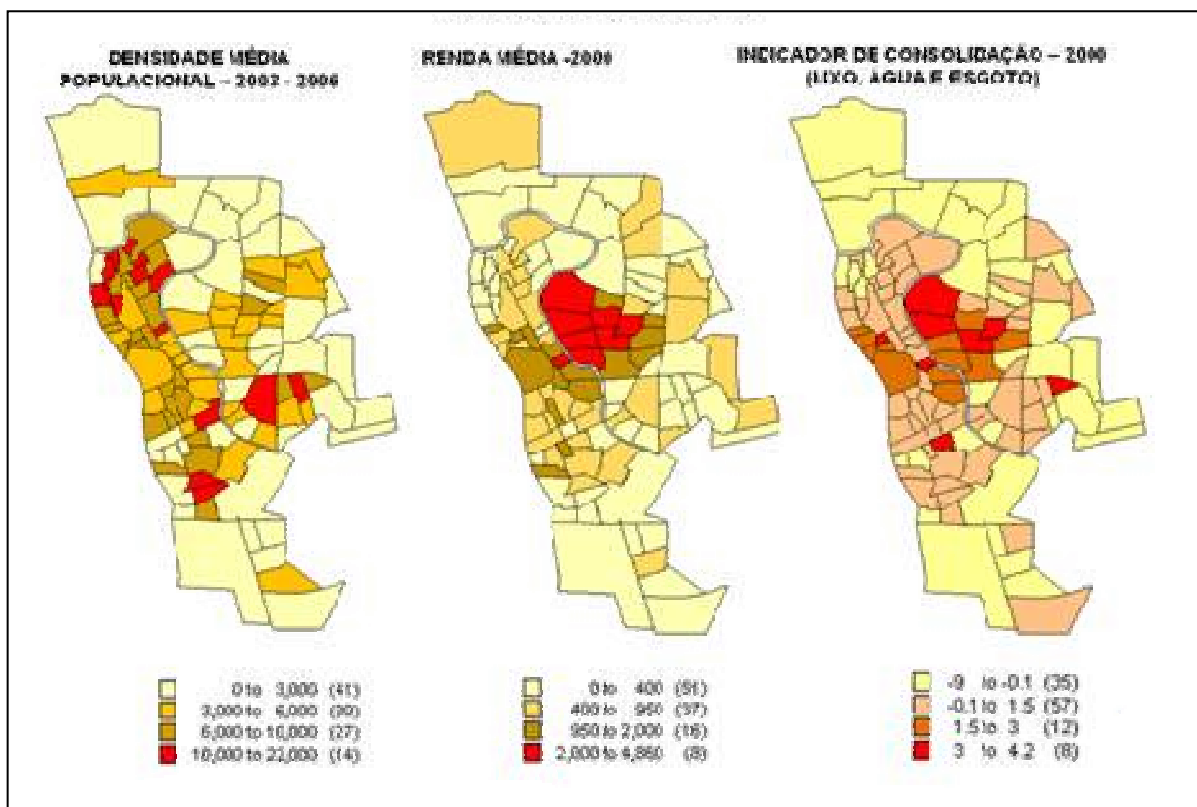 DENSIDADE MÉDIA
POPULACIONAL – 2002 - 2006
0 to 3,000 (41)
3,000 to 6,000 (30)
6,000 to 10,000 (27)
10,000 to 22,000 (14)
RENDA MÉDIA -2000
0 to 400 (51)
400 to 950 (37)
950 to 2,000 (16)
2,000 to 4,860 (8)
INDICADOR DE CONSOLIDAÇÃO – 2000
(LIXO, ÁGUA E ESGOTO)
-9 to -0.1 (35)
-0.1 to 1.5 (57)
1.5 to 3 (12)
3 to 4.2 (8)